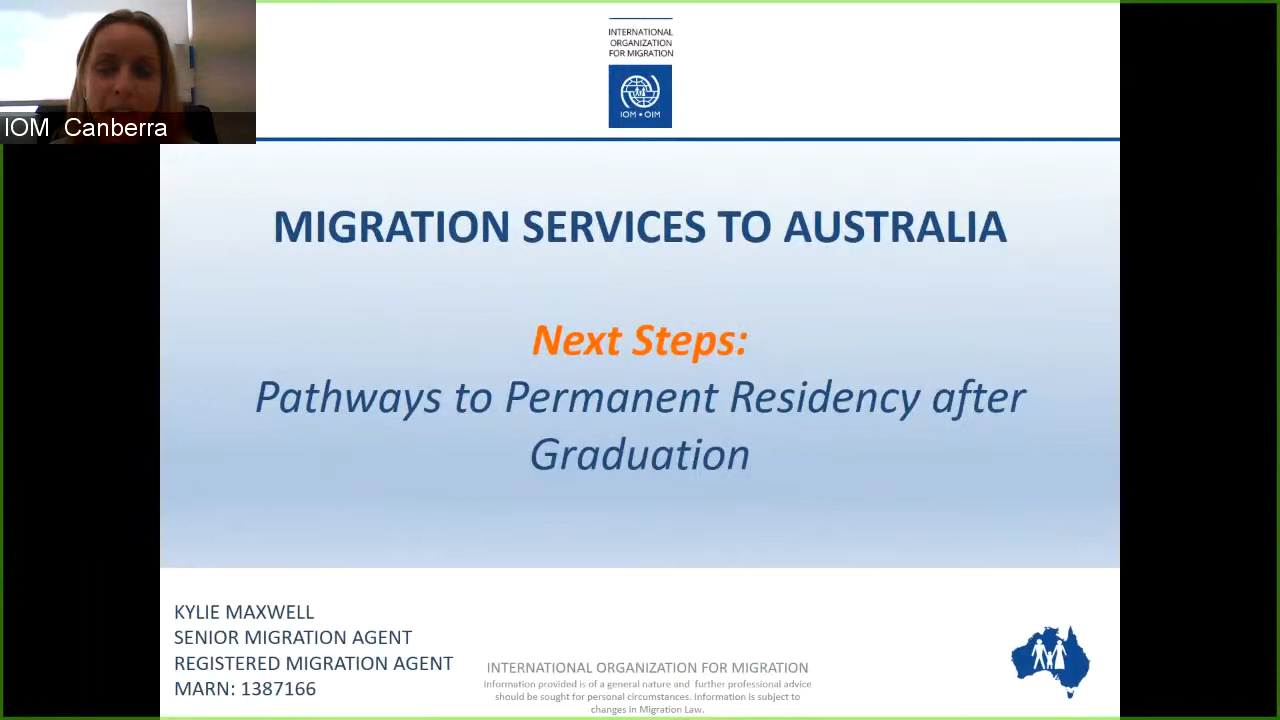 IOM Canberra
INTERNATIONAL
ORGANIZATION
FOR MIGRATION
IOM • OIM
MIGRATION SERVICES TO AUSTRALIA
Next Steps:
Pathways to Permanent Residency after
Graduation
KYLIE MAXWELL
SENIOR MIGRATION AGENT
REGISTERED MIGRATION AGENT
MARN: 1387166
INTERNATIONAL ORGANIZATION FOR MIGRATION
Information provided is of a general nature and further professional advice
should be sought for personal circumstances. Information is subject to
changes in Migration Law.